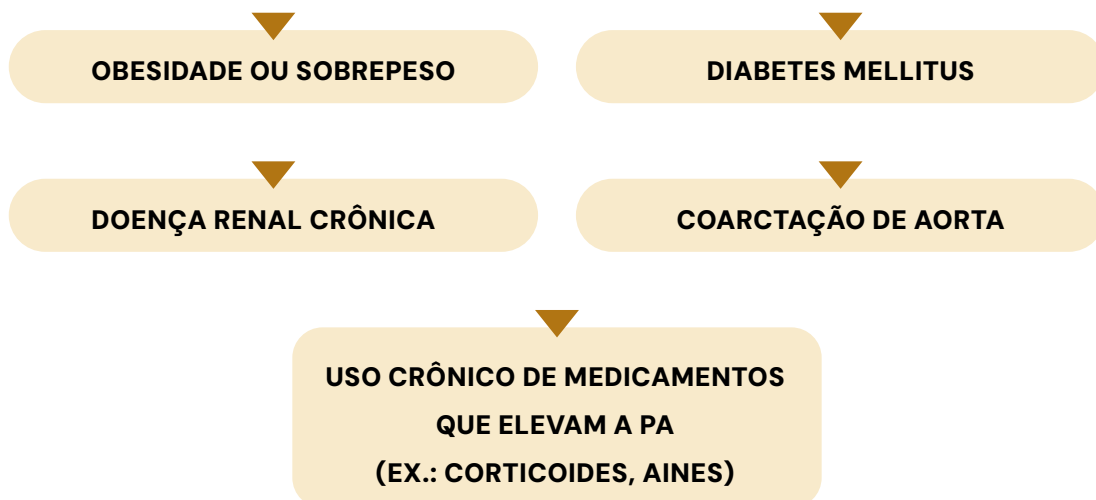 OBESIDADE OU SOBREPESO
DIABETES MELLITUS
DOENÇA RENAL CRÔNICA
COARCTAÇÃO DE AORTA
USO CRÔNICO DE MEDICAMENTOS
QUE ELEVAM A PA
(EX.: CORTICOIDES, AINES)